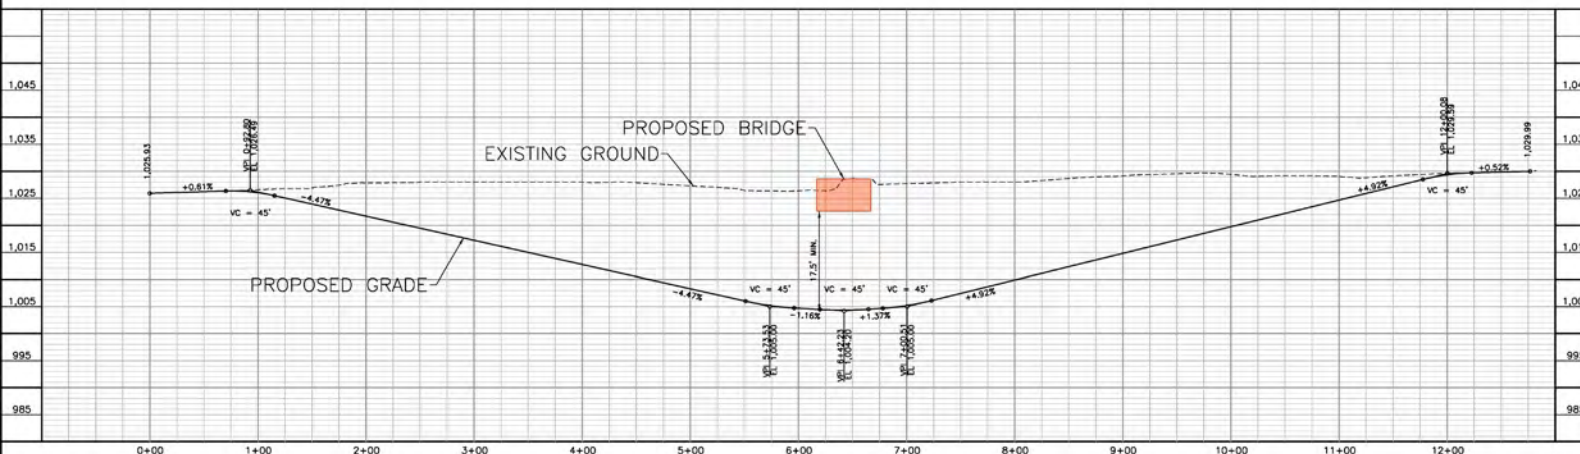 1,045
1,035
1,025
1,015
1,005
995
985
1,025.93
+0.61%
VPI 0+92.80
EL 1,026.49
VC = 45'
-4.47%
PROPOSED GRADE
EXISTING GROUND
PROPOSED BRIDGE
17.5' MIN.
-4.47%
VC = 45'
VC = 45'
VC = 45'
-1.16%
+1.37%
+4.92%
VPI 5+73.53
EL 1,005.00
VPI 6+42.23
EL 1,004.20
VPI 7+00.51
EL 1,005.00
+4.92%
VPI 12+00.08
EL 1,029.59
VC = 45'
+0.52%
1,029.99
0+00 1+00 2+00 3+00 4+00 5+00 6+00 7+00 8+00 9+00 10+00 11+00 12+00